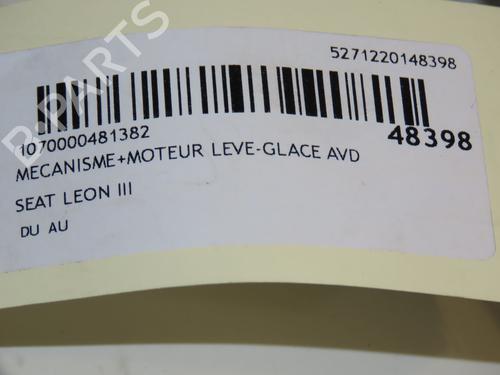 5271220148398
1070000481382
48398
MECANISME+MOTEUR LEVE-GLACE AVD
SEAT LEON III
DU AU
B-PARTS